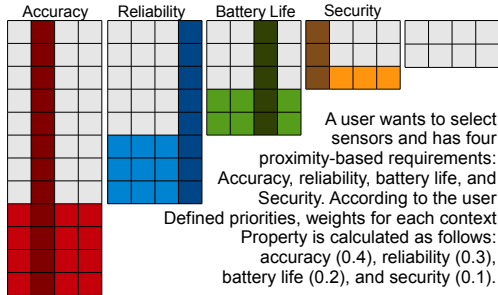 Accuracy Reliability Battery Life Security
A user wants to select
sensors and has four
proximity-based requirements:
Accuracy, reliability, battery life, and
Security. According to the user
Defined priorities, weights for each context
Property is calculated as follows:
accuracy (0.4), reliability (0.3),
battery life (0.2), and security (0.1).